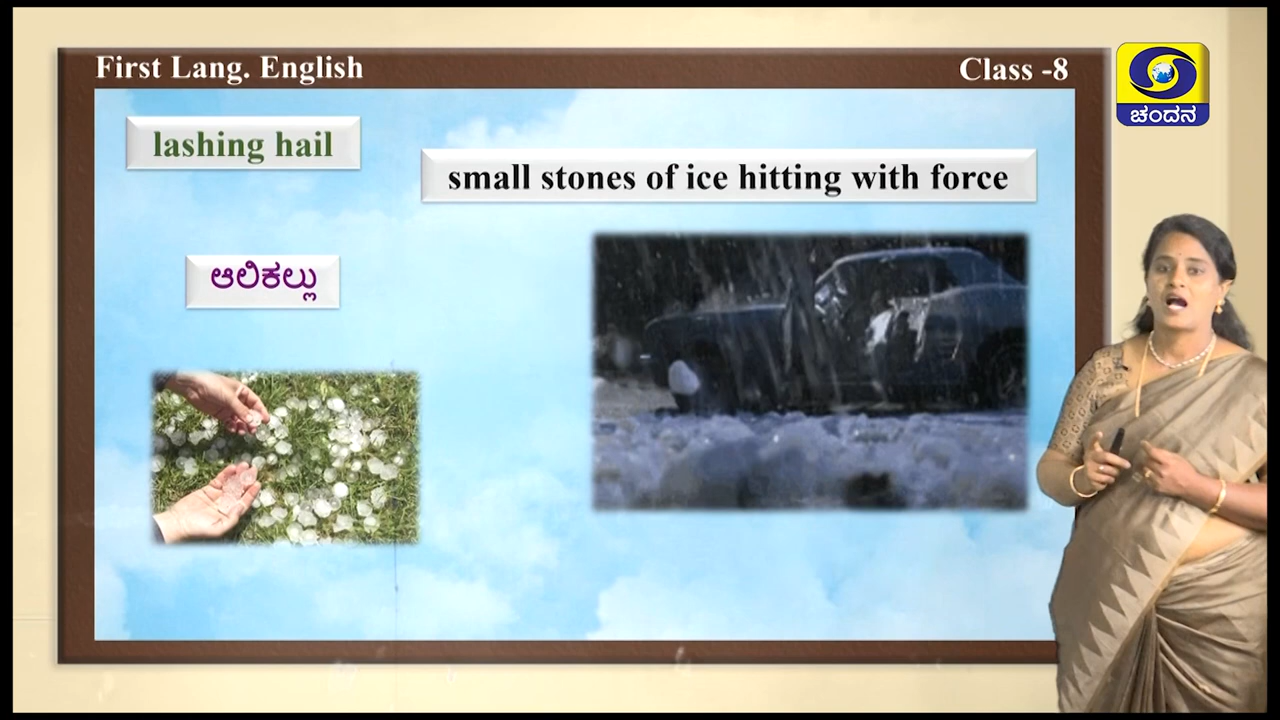 First Lang. English
Class -8
ಚಂದನ
lashing hail
small stones of ice hitting with force
ಆಲಿಕಲ್ಲು